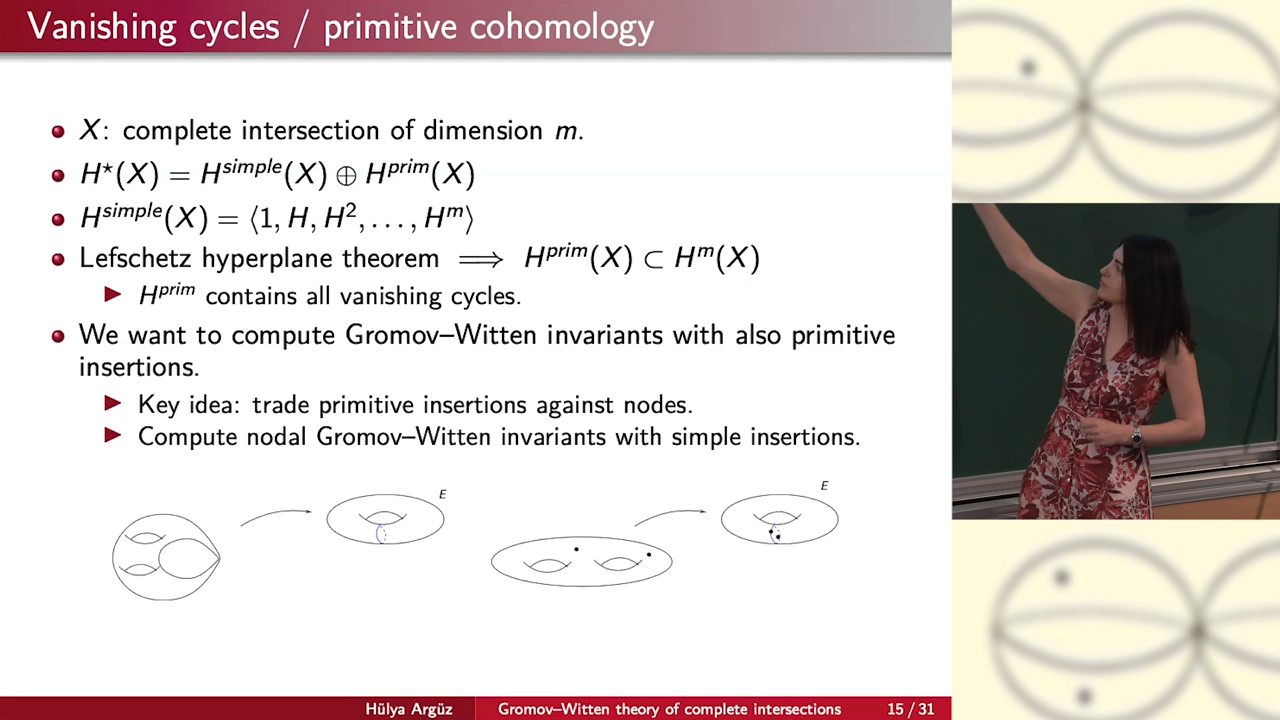 Vanishing cycles / primitive cohomology
X: complete intersection of dimension m.
H⋆(X) = H^simple(X) ⊕ H^prim(X)
H^simple(X) = ⟨1, H, H², . . . , H^m⟩
Lefschetz hyperplane theorem ⟹ H^prim(X) ⊂ H^m(X)
H^prim contains all vanishing cycles.
We want to compute Gromov–Witten invariants with also primitive
insertions.
Key idea: trade primitive insertions against nodes.
Compute nodal Gromov–Witten invariants with simple insertions.
E
E
Hülya Argüz
Gromov–Witten theory of complete intersections
15 / 31